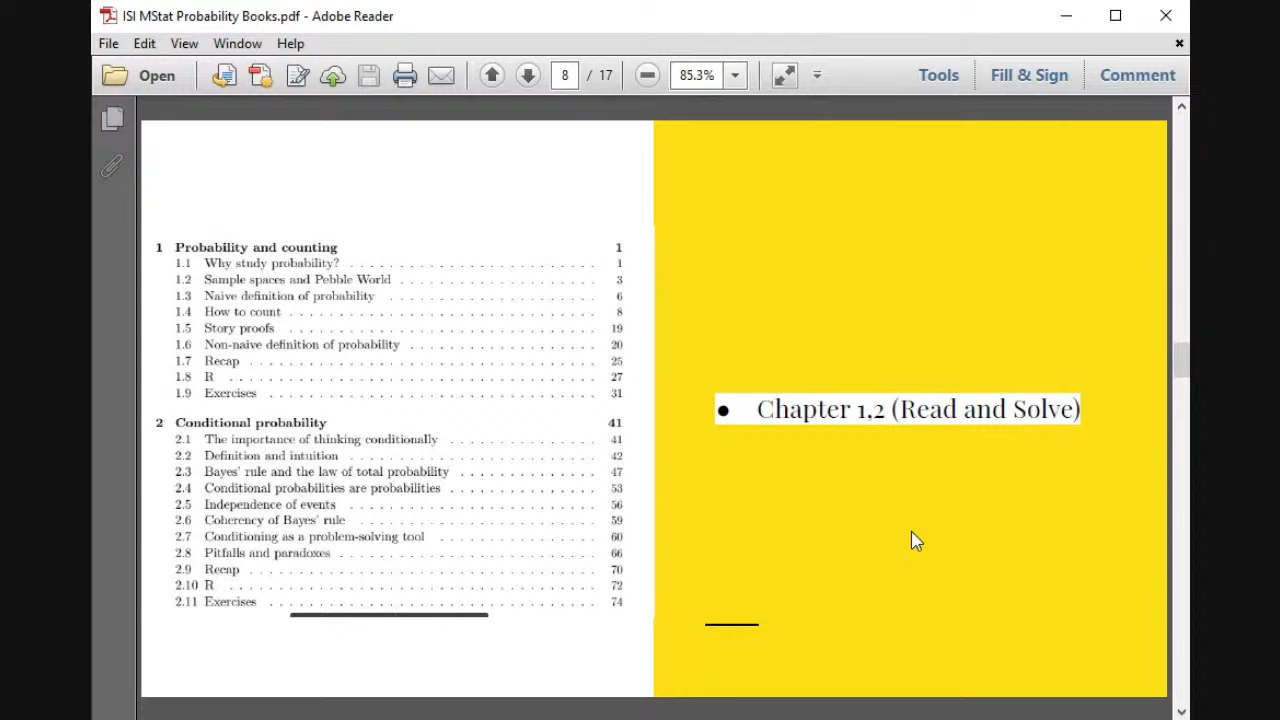 ISI MStat Probability Books.pdf - Adobe Reader
File Edit View Window Help
Open 8 / 17 85.3% Tools Fill & Sign Comment
1 Probability and counting 1
1.1 Why study probability? . . . . . . . . . . . . . . . . . . . . . . 1
1.2 Sample spaces and Pebble World . . . . . . . . . . . . . . . . . 3
1.3 Naive definition of probability . . . . . . . . . . . . . . . . . . 6
1.4 How to count . . . . . . . . . . . . . . . . . . . . . . . . . . . 8
1.5 Story proofs . . . . . . . . . . . . . . . . . . . . . . . . . . . 19
1.6 Non-naive definition of probability . . . . . . . . . . . . . . . . 20
1.7 Recap . . . . . . . . . . . . . . . . . . . . . . . . . . . . . . 25
1.8 R . . . . . . . . . . . . . . . . . . . . . . . . . . . . . . . . 27
1.9 Exercises . . . . . . . . . . . . . . . . . . . . . . . . . . . . 31
2 Conditional probability 41
2.1 The importance of thinking conditionally . . . . . . . . . . . . . 41
2.2 Definition and intuition . . . . . . . . . . . . . . . . . . . . . 42
2.3 Bayes' rule and the law of total probability . . . . . . . . . . . . 47
2.4 Conditional probabilities are probabilities . . . . . . . . . . . . . 53
2.5 Independence of events . . . . . . . . . . . . . . . . . . . . . . 56
2.6 Coherency of Bayes' rule . . . . . . . . . . . . . . . . . . . . 59
2.7 Conditioning as a problem-solving tool . . . . . . . . . . . . . . 60
2.8 Pitfalls and paradoxes . . . . . . . . . . . . . . . . . . . . . . 66
2.9 Recap . . . . . . . . . . . . . . . . . . . . . . . . . . . . . . 70
2.10 R . . . . . . . . . . . . . . . . . . . . . . . . . . . . . . . . 72
2.11 Exercises . . . . . . . . . . . . . . . . . . . . . . . . . . . . 74
● Chapter 1,2 (Read and Solve)